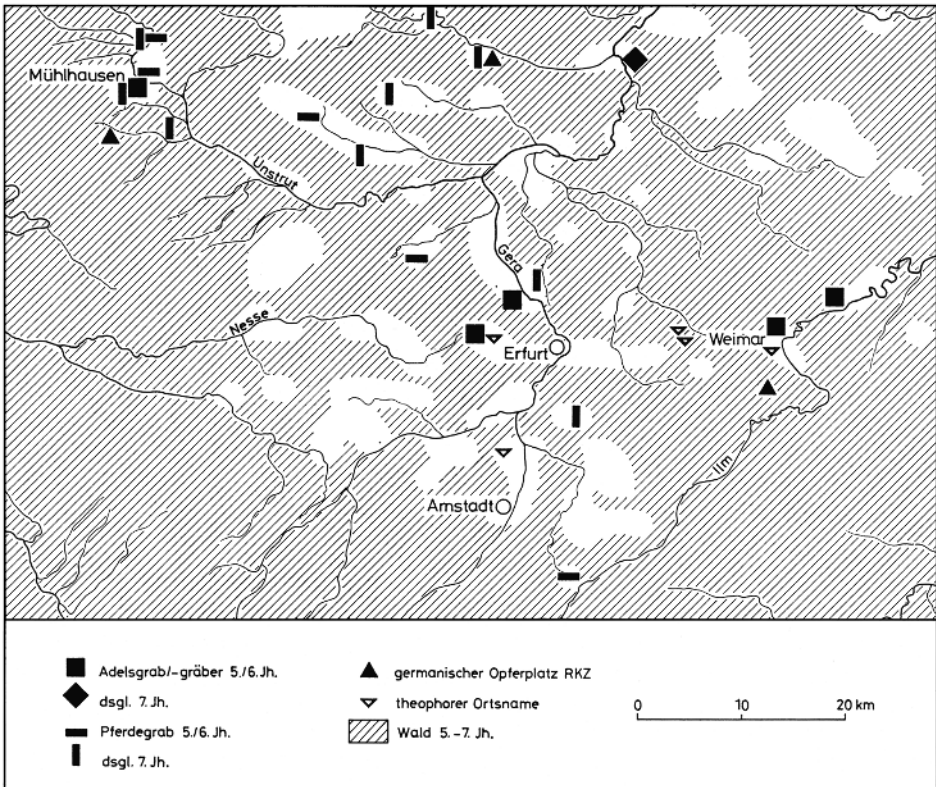 Mühlhausen
Unstrut
Gera
Nesse
Erfurt
Weimar
Ilm
Arnstadt
Adelsgrab/-gräber 5./6. Jh.
dsgl. 7. Jh.
Pferdegrab 5./6. Jh.
dsgl. 7. Jh.
germanischer Opferplatz RKZ
theophorer Ortsname
Wald 5.-7. Jh.
0 10 20 km